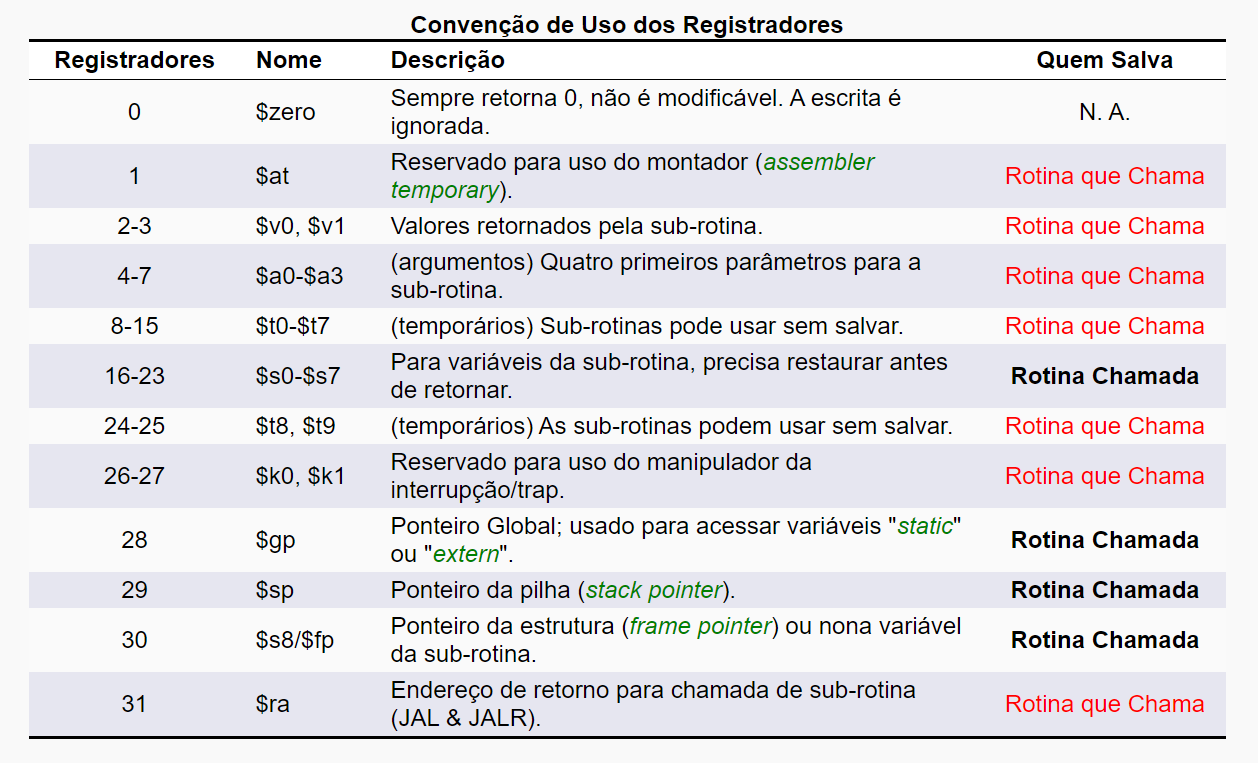 Convenção de Uso dos Registradores
Registradores Nome Descrição Quem Salva
0 $zero Sempre retorna 0, não é modificável. A escrita é
ignorada. N. A.
1 $at Reservado para uso do montador (assembler
temporary). Rotina que Chama
2-3 $v0, $v1 Valores retornados pela sub-rotina. Rotina que Chama
4-7 $a0-$a3 (argumentos) Quatro primeiros parâmetros para a
sub-rotina. Rotina que Chama
8-15 $t0-$t7 (temporários) Sub-rotinas pode usar sem salvar. Rotina que Chama
16-23 $s0-$s7 Para variáveis da sub-rotina, precisa restaurar antes
de retornar. Rotina Chamada
24-25 $t8, $t9 (temporários) As sub-rotinas podem usar sem salvar. Rotina que Chama
26-27 $k0, $k1 Reservado para uso do manipulador da
interrupção/trap. Rotina que Chama
28 $gp Ponteiro Global; usado para acessar variáveis "static"
ou "extern". Rotina Chamada
29 $sp Ponteiro da pilha (stack pointer). Rotina Chamada
30 $s8/$fp Ponteiro da estrutura (frame pointer) ou nona variável
da sub-rotina. Rotina Chamada
31 $ra Endereço de retorno para chamada de sub-rotina
(JAL & JALR). Rotina que Chama